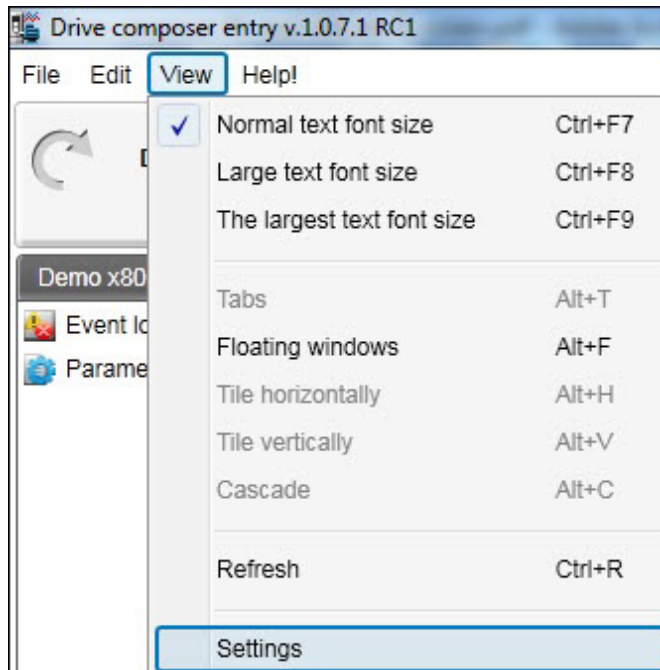 Drive composer entry v.1.0.7.1 RC1
File Edit View Help!
Normal text font size Ctrl+F7
Large text font size Ctrl+F8
The largest text font size Ctrl+F9
Demo x80
Tabs Alt+T
Event lo
Floating windows Alt+F
Parame
Tile horizontally Alt+H
Tile vertically Alt+V
Cascade Alt+C
Refresh Ctrl+R
Settings